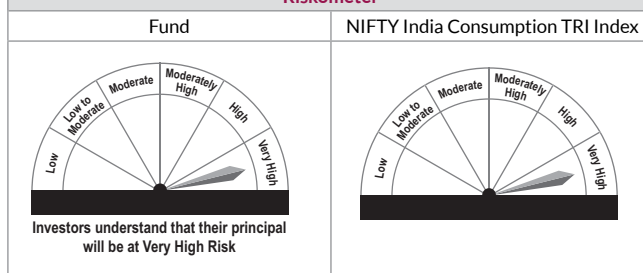 Riskometer
Fund
NIFTY India Consumption TRI Index
Low
Low to
Moderate
Moderate
Moderately
High
High
Very High
Low
Low to
Moderate
Moderate
Moderately
High
High
Very High
Investors understand that their principal
will be at Very High Risk